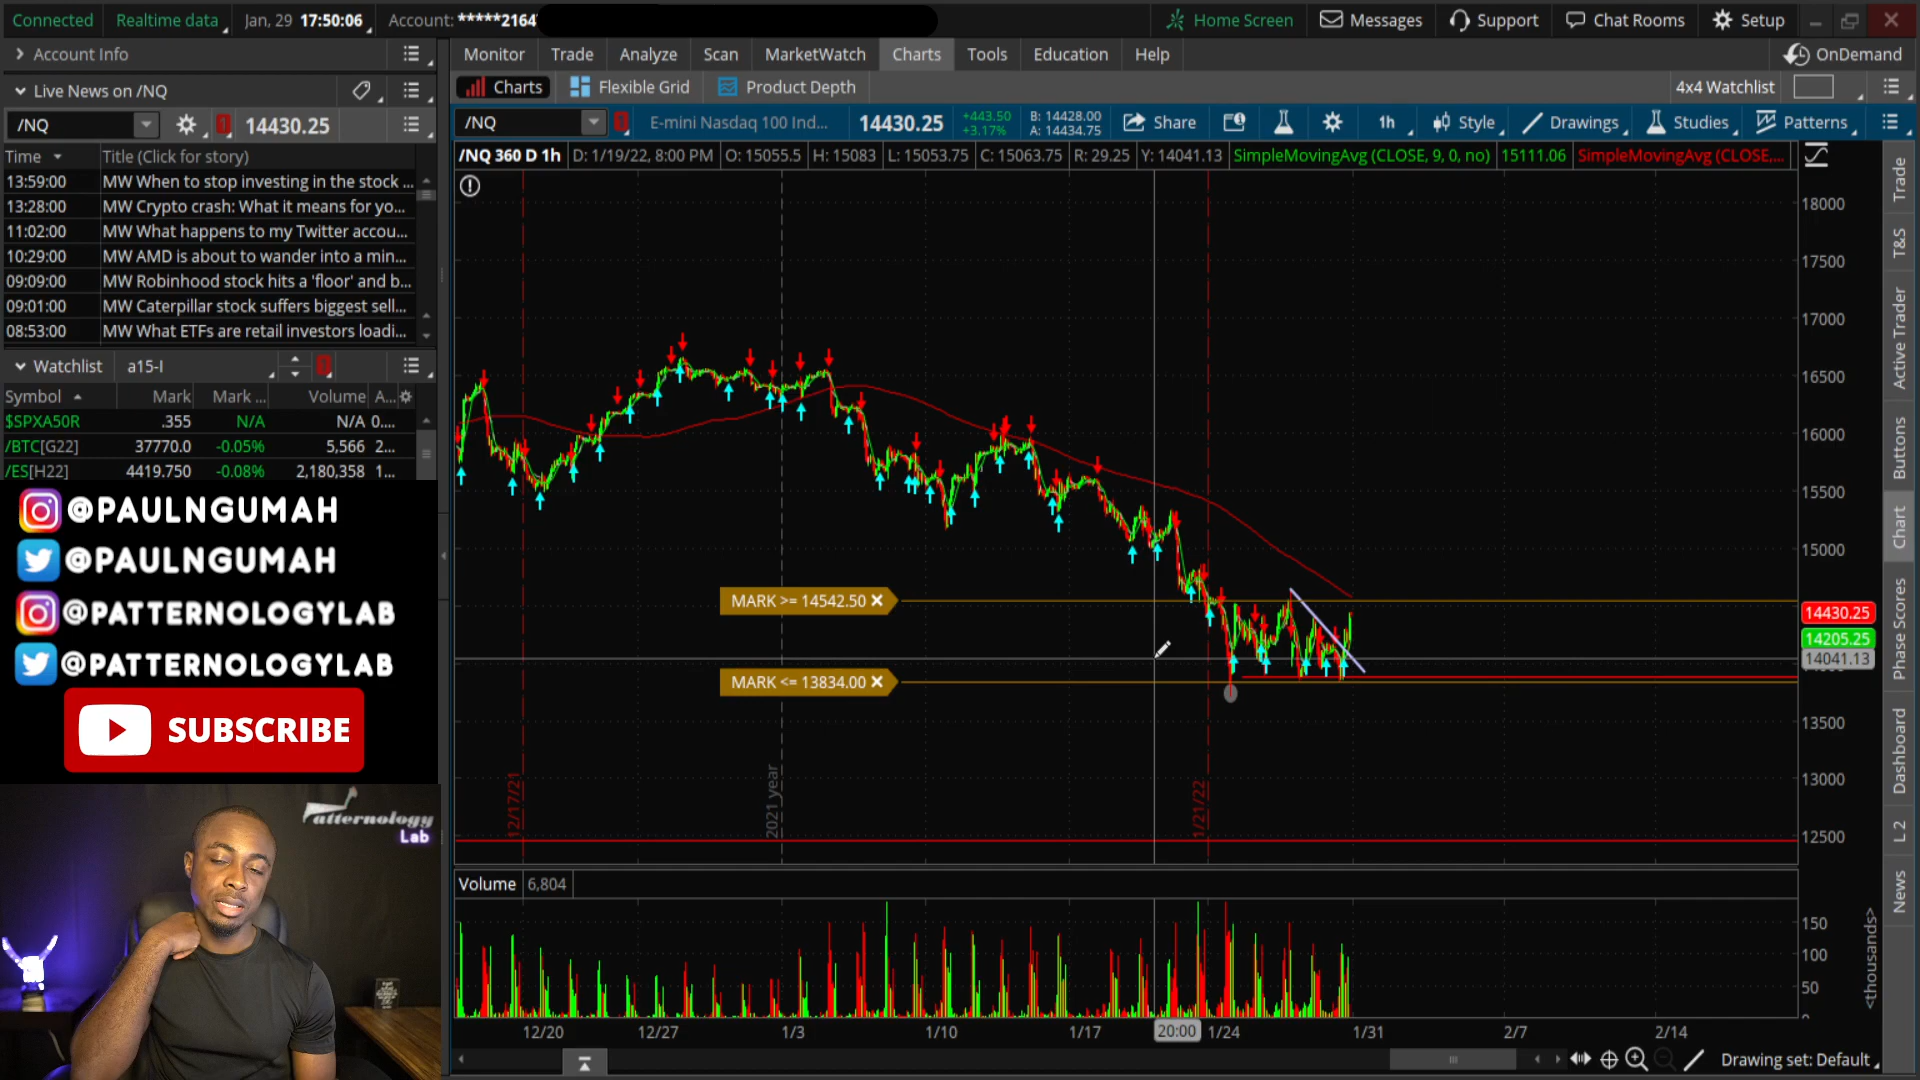 Connected Realtime data Jan, 29 17:50:06 Account: *****2164 Home Screen Messages Support Chat Rooms Setup
Account Info
Monitor Trade Analyze Scan MarketWatch Charts Tools Education Help OnDemand
Live News on /NQ
Charts Flexible Grid Product Depth 4x4 Watchlist
/NQ 14430.25
/NQ E-mini Nasdaq 100 Ind... 14430.25 +443.50 +3.17% B: 14428.00 A: 14434.75 Share 1h Style Drawings Studies Patterns
/NQ 360 D 1h D: 1/19/22, 8:00 PM O: 15055.5 H: 15083 L: 15053.75 C: 15063.75 R: 29.25 Y: 14041.13 SimpleMovingAvg (CLOSE, 9, 0, no) 15111.06 SimpleMovingAvg (CLOSE,...
Time Title (Click for story)
13:59:00 MW When to stop investing in the stock ...
13:28:00 MW Crypto crash: What it means for yo...
11:02:00 MW What happens to my Twitter accou...
10:29:00 MW AMD is about to wander into a min...
09:09:00 MW Robinhood stock hits a 'floor' and b...
09:01:00 MW Caterpillar stock suffers biggest sell...
08:53:00 MW What ETFs are retail investors loadi...
Watchlist a15-I
Symbol Mark Mark ... Volume A...
$SPXA50R .355 N/A N/A 0....
/BTC[G22] 37770.0 -0.05% 5,566 2...
/ES[H22] 4419.750 -0.08% 2,180,358 1...
@PAULNGUMAH
@PAULNGUMAH
@PATTERNOLOGYLAB
@PATTERNOLOGYLAB
SUBSCRIBE
Patternology
Lab
MARK >= 14542.50
MARK <= 13834.00
12/17/21
2021 year
1/21/22
18000
17500
17000
16500
16000
15500
15000
14430.25
14205.25
14041.13
13500
13000
12500
Volume 6,804
150
100
50
<thousands>
12/20 12/27 1/3 1/10 1/17 20:00 1/24 1/31 2/7 2/14
Drawing set: Default
Trade
T&S
Active Trader
Buttons
Chart
Phase Scores
Dashboard
L 2
News